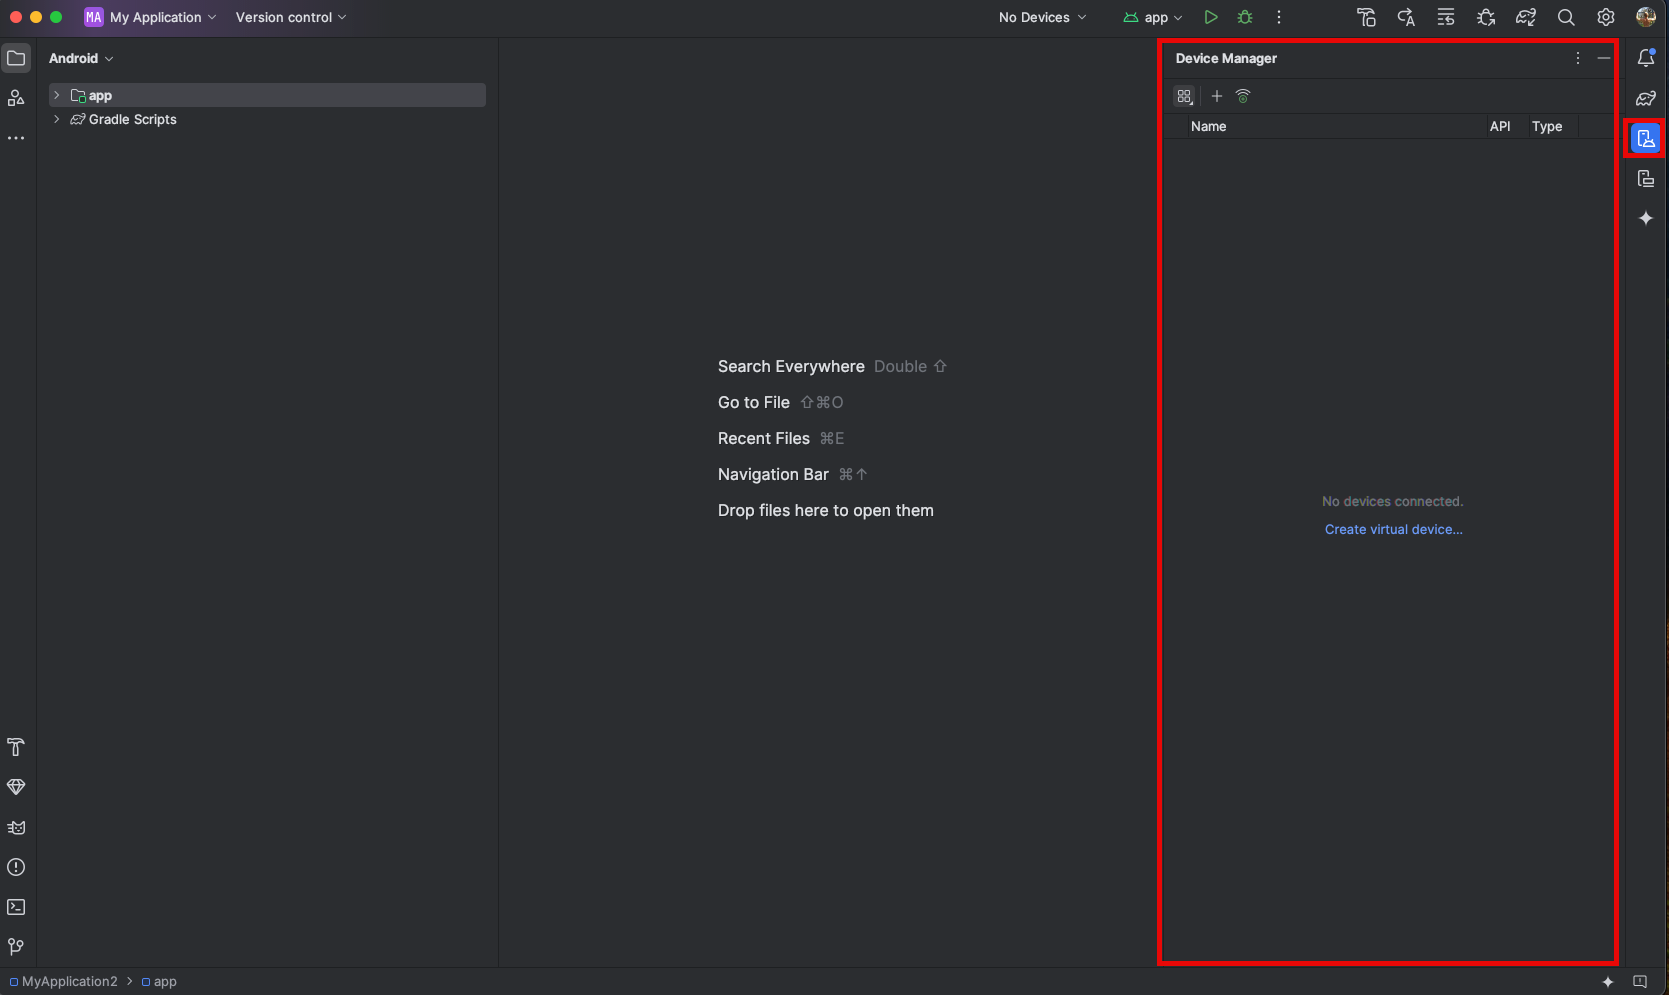 MA My Application Version control No Devices app
Android
app
Gradle Scripts
Search Everywhere Double ⇧
Go to File ⇧⌘O
Recent Files ⌘E
Navigation Bar ⌘↑
Drop files here to open them
Device Manager
Name API Type
No devices connected.
Create virtual device...
MyApplication2 > app